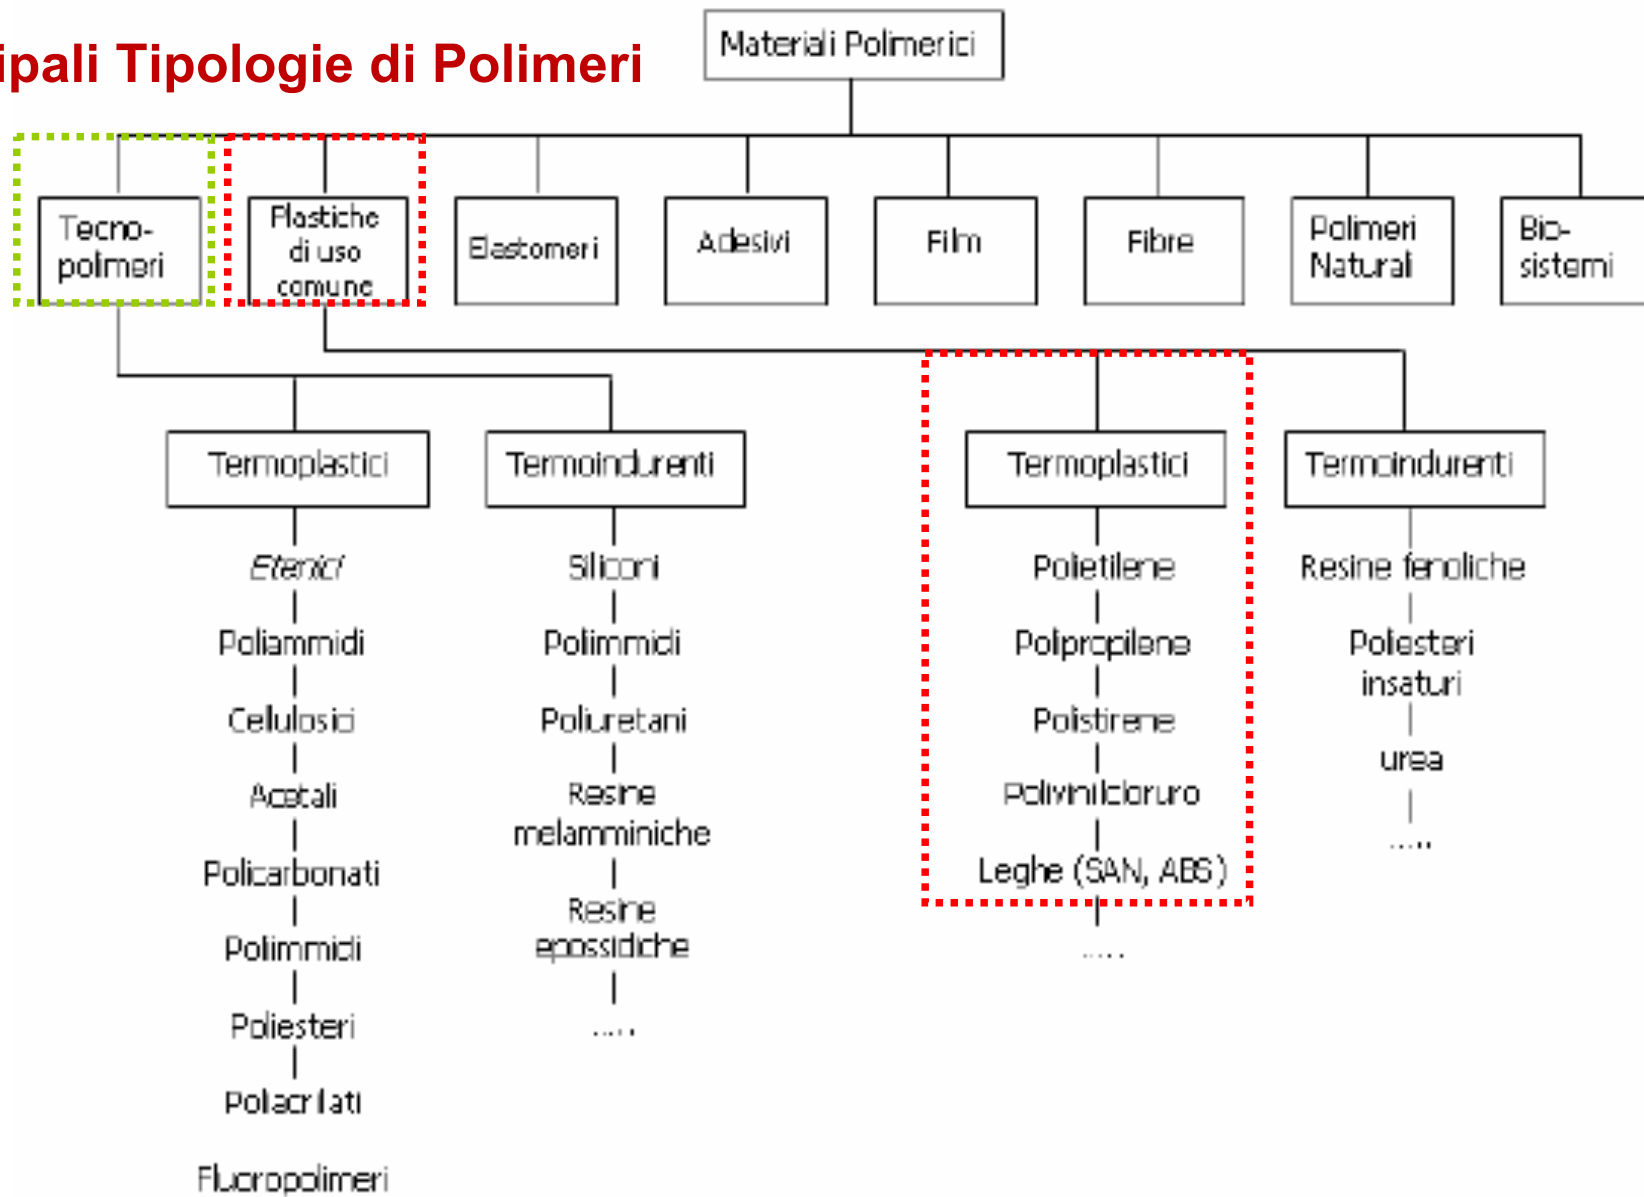 ipali Tipologie di Polimeri
Materiali Polimerici
Tecno-
polimeri
Plastiche
di uso
comune
Elastomeri
Adesivi
Film
Fibre
Polimeri
Naturali
Bio-
sistemi
Termoplastici
Termoindurenti
Termoplastici
Termoindurenti
Etenici
Poliammidi
Cellulosici
Acetali
Policarbonati
Polimmidi
Poliesteri
Poliacrilati
Fluoropolimeri
Siliconi
Polimmidi
Poliuretani
Resine
melamminiche
Resine
epossidiche
.....
Polietilene
Polipropilene
Polistirene
Polivinilcloruro
Leghe (SAN, ABS)
.....
Resine fenoliche
Poliesteri
insaturi
urea
.....